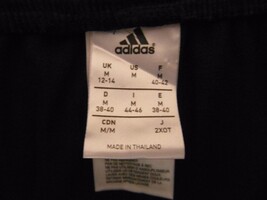 adidas
UK US F
M M M
12-14 40-42
D I E
M M M
38-40 44-46 38-40
CDN J
M/M 2XOT
MADE IN THAILAND